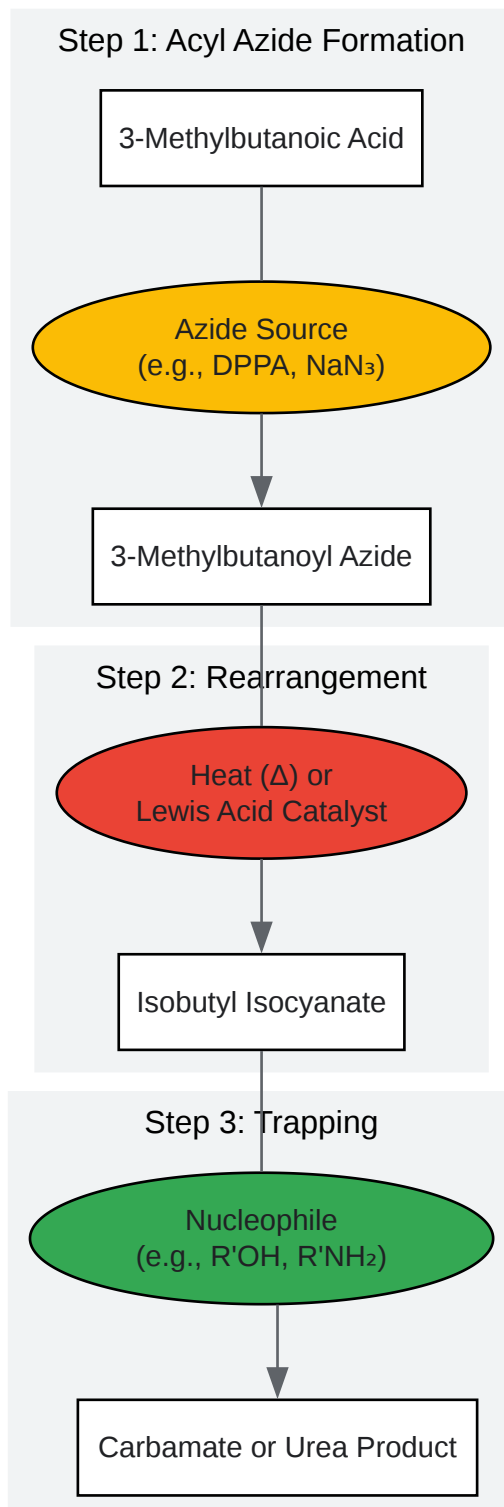 Step 1: Acyl Azide Formation
3-Methylbutanoic Acid
Azide Source
(e.g., DPPA, NaN₃)
3-Methylbutanoyl Azide
Step 2: Rearrangement
Heat (Δ) or
Lewis Acid Catalyst
Isobutyl Isocyanate
Step 3: Trapping
Nucleophile
(e.g., R'OH, R'NH₂)
Carbamate or Urea Product